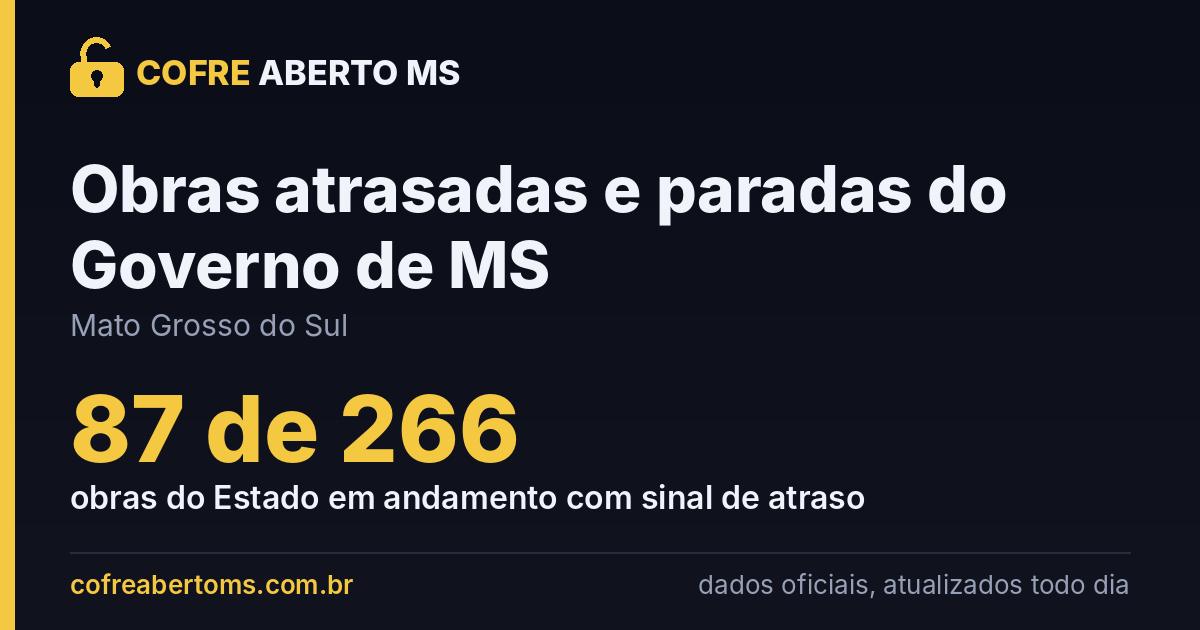 COFRE ABERTO MS
Obras atrasadas e paradas do
Governo de MS
Mato Grosso do Sul
87 de 266
obras do Estado em andamento com sinal de atraso
cofreabertoms.com.br
dados oficiais, atualizados todo dia